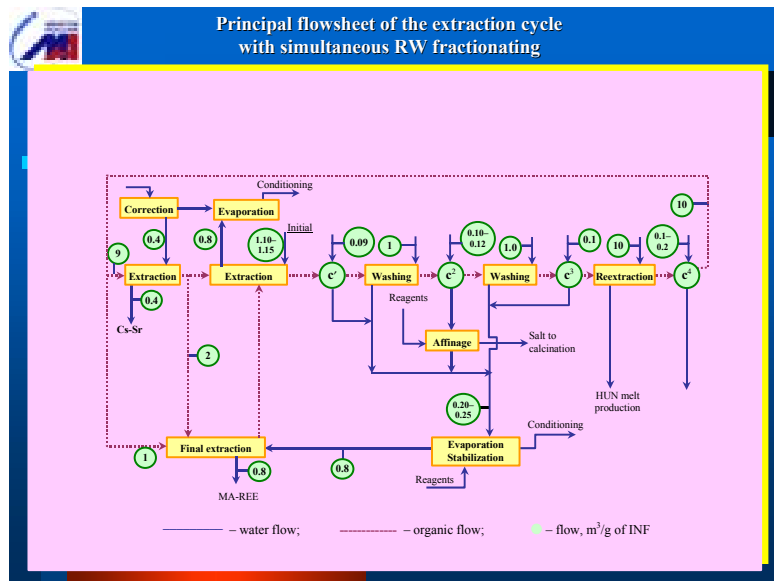 Principal flowsheet of the extraction cycle
with simultaneous RW fractionating
Conditioning
Correction
Evaporation
10
Initial
0.4
0.8
1.10–
1.15
0.09
1
0.10–
0.12
1.0
0.1
10
0.1–
0.2
9
Extraction
Extraction
c'
Washing
c²
Washing
c³
Reextraction
c⁴
0.4
Reagents
Cs-Sr
Affinage
Salt to
calcination
2
HUN melt
production
0.20–
0.25
Conditioning
Final extraction
Evaporation
Stabilization
1
0.8
0.8
Reagents
MA-REE
– water flow;
– organic flow;
– flow, m³/g of INF